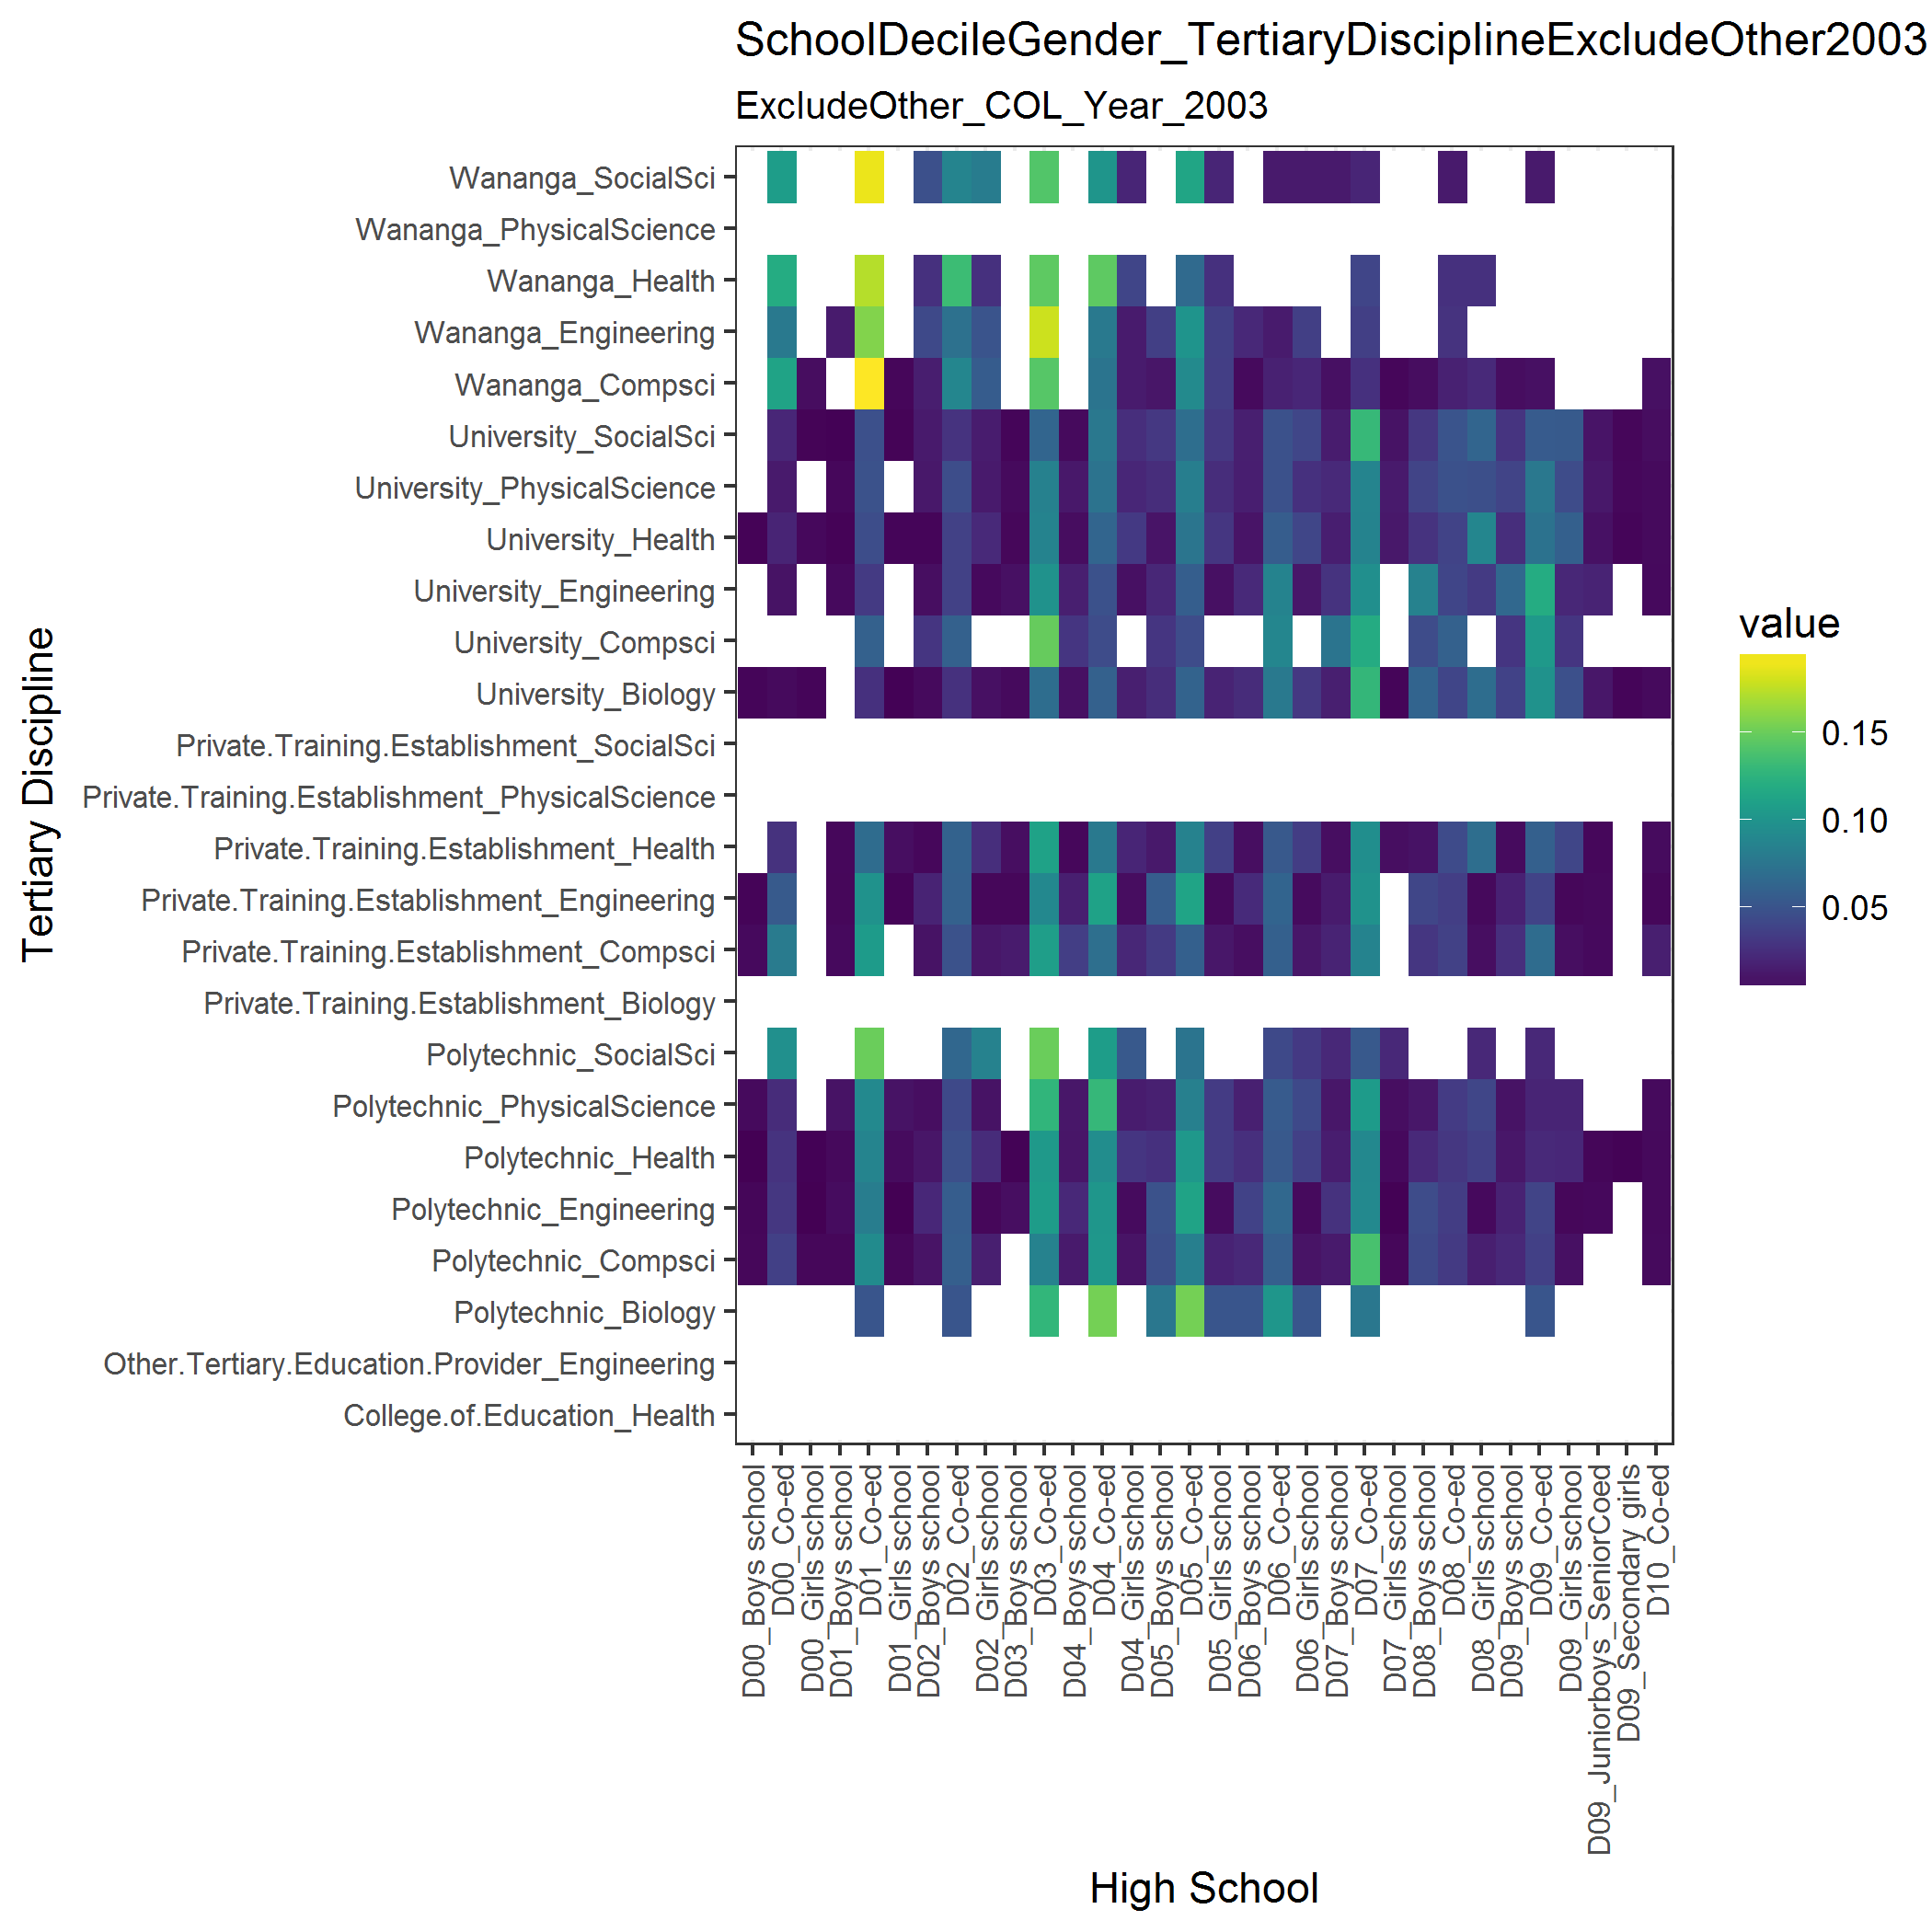 SchoolDecileGender_TertiaryDisciplineExcludeOther2003
ExcludeOther_COL_Year_2003
Tertiary Discipline
Wananga_SocialSci
Wananga_PhysicalScience
Wananga_Health
Wananga_Engineering
Wananga_Compsci
University_SocialSci
University_PhysicalScience
University_Health
University_Engineering
University_Compsci
University_Biology
Private.Training.Establishment_SocialSci
Private.Training.Establishment_PhysicalScience
Private.Training.Establishment_Health
Private.Training.Establishment_Engineering
Private.Training.Establishment_Compsci
Private.Training.Establishment_Biology
Polytechnic_SocialSci
Polytechnic_PhysicalScience
Polytechnic_Health
Polytechnic_Engineering
Polytechnic_Compsci
Polytechnic_Biology
Other.Tertiary.Education.Provider_Engineering
College.of.Education_Health
D00_Boys school
D00_Co-ed
D00_Girls school
D01_Boys school
D01_Co-ed
D01_Girls school
D02_Boys school
D02_Co-ed
D02_Girls school
D03_Boys school
D03_Co-ed
D04_Boys school
D04_Co-ed
D04_Girls school
D05_Boys school
D05_Co-ed
D05_Girls school
D06_Boys school
D06_Co-ed
D06_Girls school
D07_Boys school
D07_Co-ed
D07_Girls school
D08_Boys school
D08_Co-ed
D08_Girls school
D09_Boys school
D09_Co-ed
D09_Girls school
D09_Juniorboys_SeniorCoed
D09_Secondary girls
D10_Co-ed
High School
value
0.15
0.10
0.05